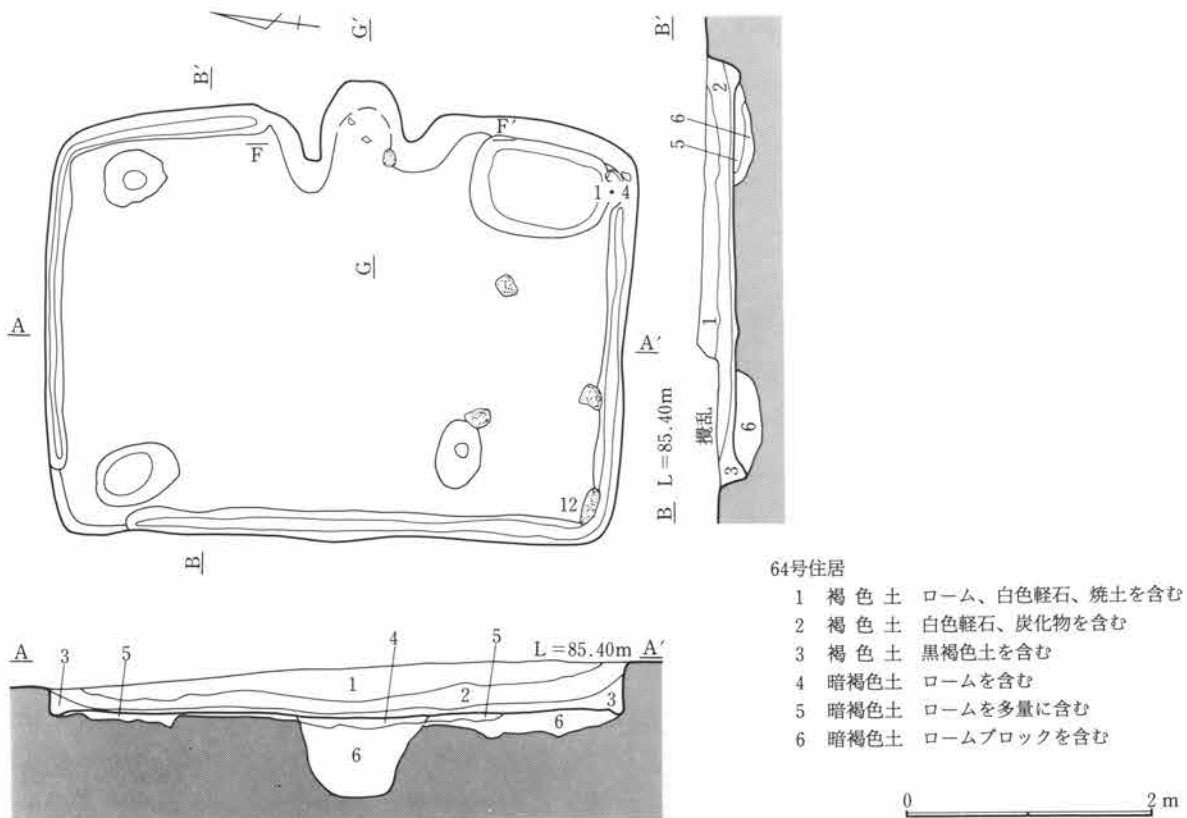 G′
B′
B′
F
F′
1・4
2
6
5
G
A
A′
1
12
B
B L=85.40m
攪乱
6
3
64号住居
1 褐色土 ローム、白色軽石、焼土を含む
2 褐色土 白色軽石、炭化物を含む
3 褐色土 黒褐色土を含む
4 暗褐色土 ロームを含む
5 暗褐色土 ロームを多量に含む
6 暗褐色土 ロームブロックを含む
A
3
5
4
5
L=85.40m A′
1
2
3
6
6
0 2 m